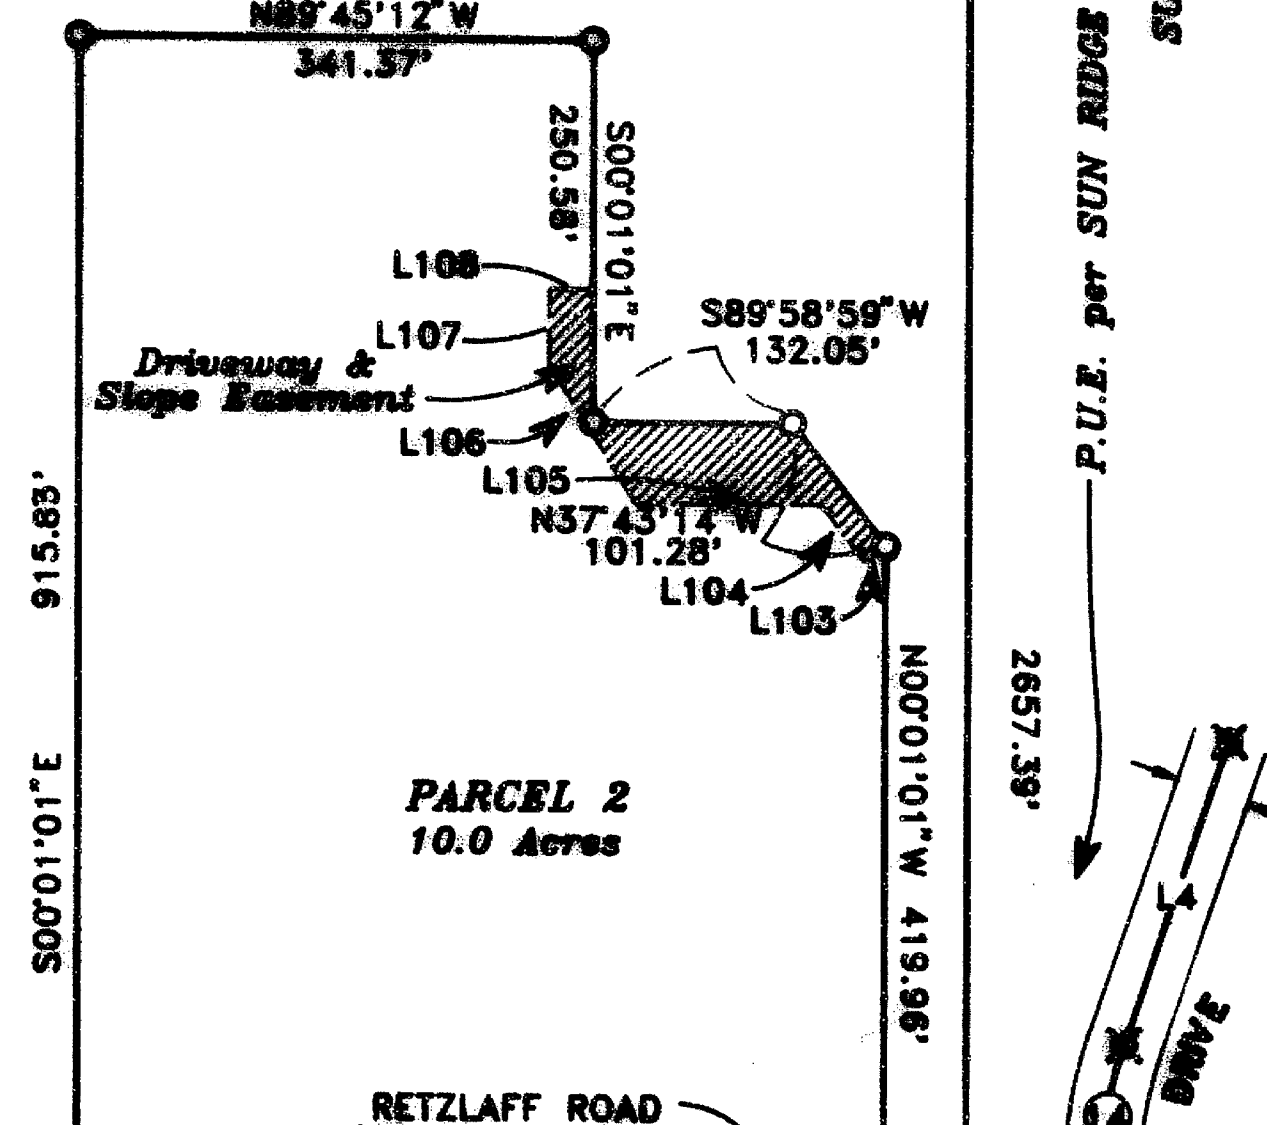 N89°45'12"W
341.37'
250.58'
S00°01'01"E
L108
L107
S89°58'59"W
132.05'
Driveway &
Slope Easement
L106
L105
N37°43'14"W
101.28'
L104
L103
915.83'
S00°01'01"E
PARCEL 2
10.0 Acres
N00°01'01"W 419.96'
2657.39'
P.U.E. per SUN RIDGE
SU
L4
RETZLAFF ROAD